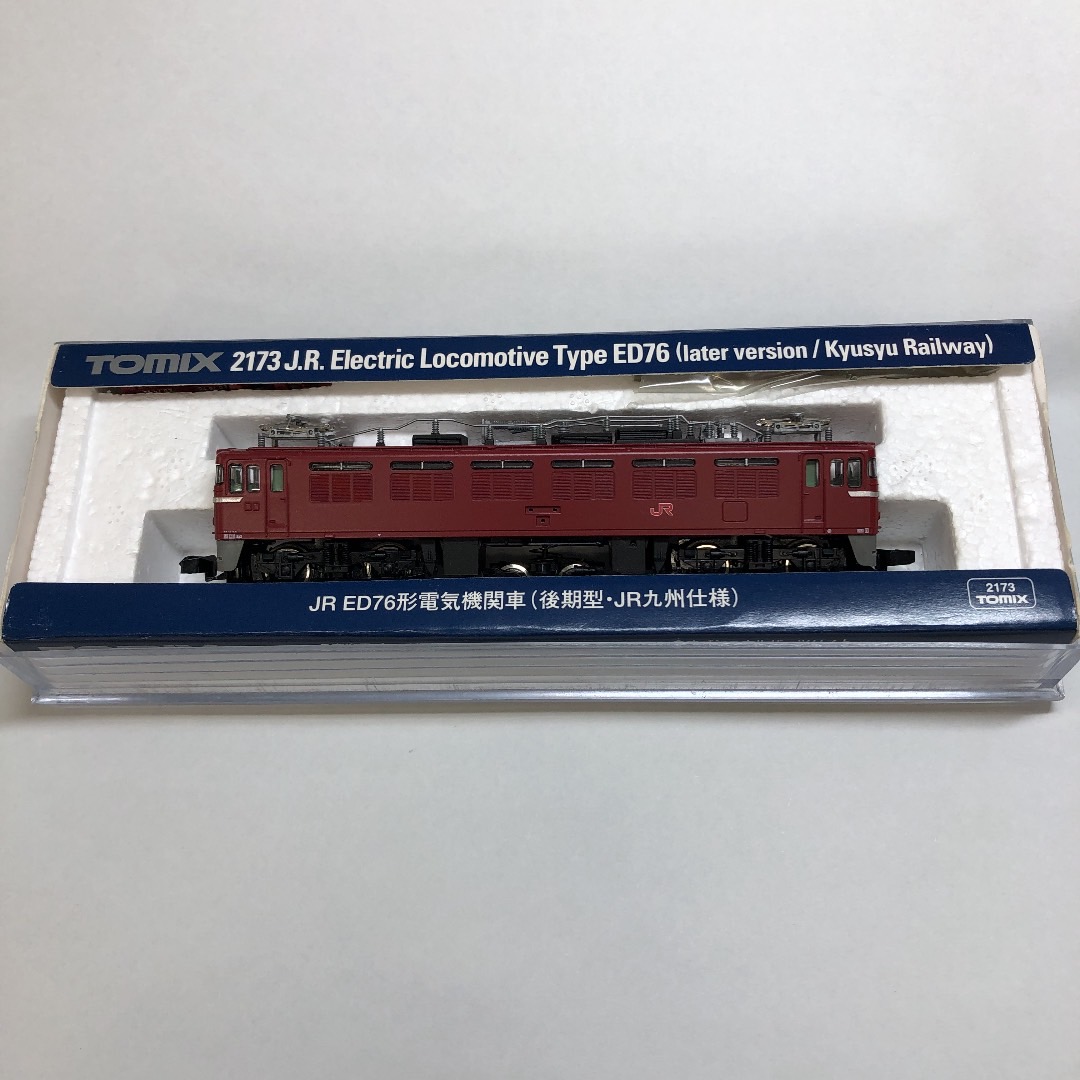 TOMIX 2173 J.R. Electric Locomotive Type ED76 (later version / Kyusyu Railway)
JR
JR ED76形電気機関車(後期型・JR九州仕様)
2173
TOMIX